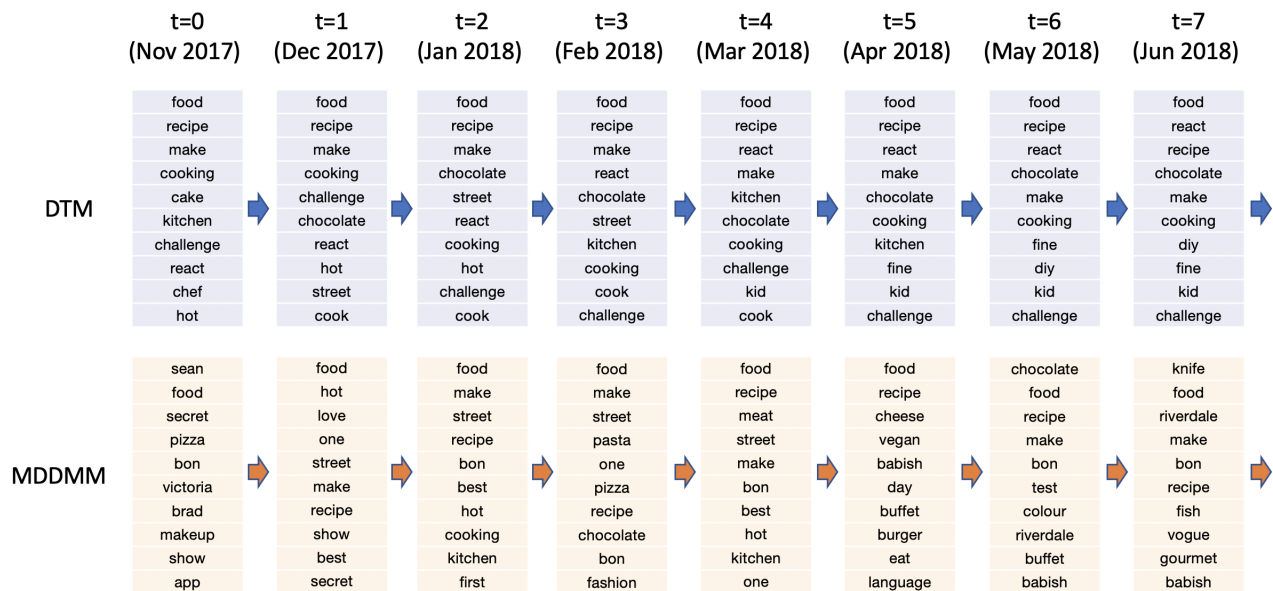 t=0 t=1 t=2 t=3 t=4 t=5 t=6 t=7
(Nov 2017) (Dec 2017) (Jan 2018) (Feb 2018) (Mar 2018) (Apr 2018) (May 2018) (Jun 2018)
DTM
food food food food food food food food
recipe recipe recipe recipe recipe recipe recipe react
make make make make react react react recipe
cooking cooking chocolate react make make chocolate chocolate
cake challenge street chocolate kitchen chocolate make make
kitchen chocolate react street chocolate cooking cooking cooking
challenge react cooking kitchen cooking kitchen fine diy
react hot hot cooking challenge fine diy fine
chef street challenge cook kid kid kid kid
hot cook cook challenge cook challenge challenge challenge
MDDMM
sean food food food food food chocolate knife
food hot make make recipe recipe food food
secret love street street meat cheese recipe riverdale
pizza one recipe pasta street vegan make make
bon street bon one make babish bon bon
victoria make best pizza bon day test recipe
brad recipe hot recipe best buffet colour fish
makeup show cooking chocolate hot burger riverdale vogue
show best kitchen bon kitchen eat buffet gourmet
app secret first fashion one language babish babish